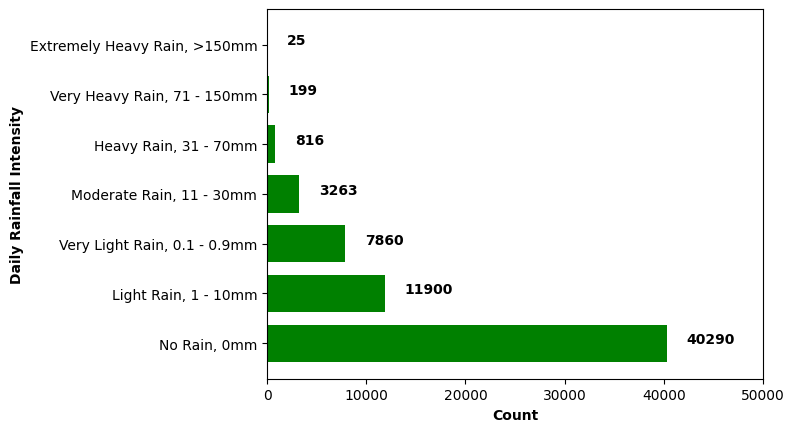 Daily Rainfall Intensity
Extremely Heavy Rain, >150mm 25
Very Heavy Rain, 71 - 150mm 199
Heavy Rain, 31 - 70mm 816
Moderate Rain, 11 - 30mm 3263
Very Light Rain, 0.1 - 0.9mm 7860
Light Rain, 1 - 10mm 11900
No Rain, 0mm 40290
0 10000 20000 30000 40000 50000
Count